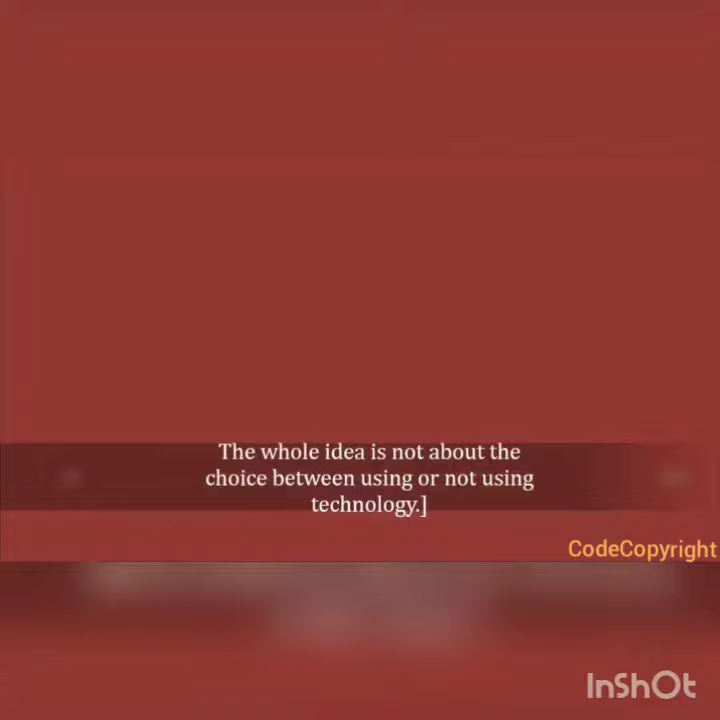 The whole idea is not about the
choice between using or not using
technology.]
CodeCopyright
InShOt